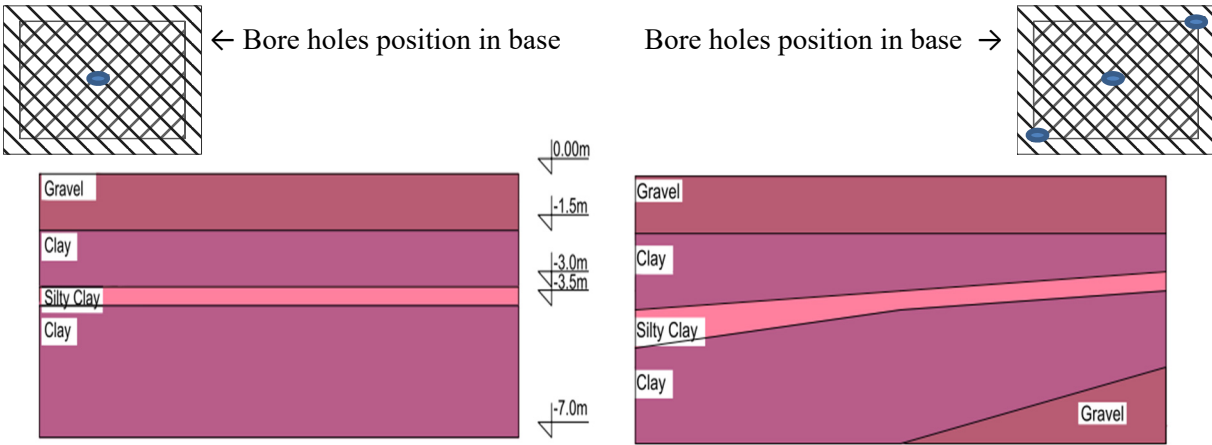 ← Bore holes position in base
Bore holes position in base →
0.00m
Gravel
-1.5m
Clay
-3.0m
Silty Clay
-3.5m
Clay
-7.0m
Gravel
Clay
Silty Clay
Clay
Gravel